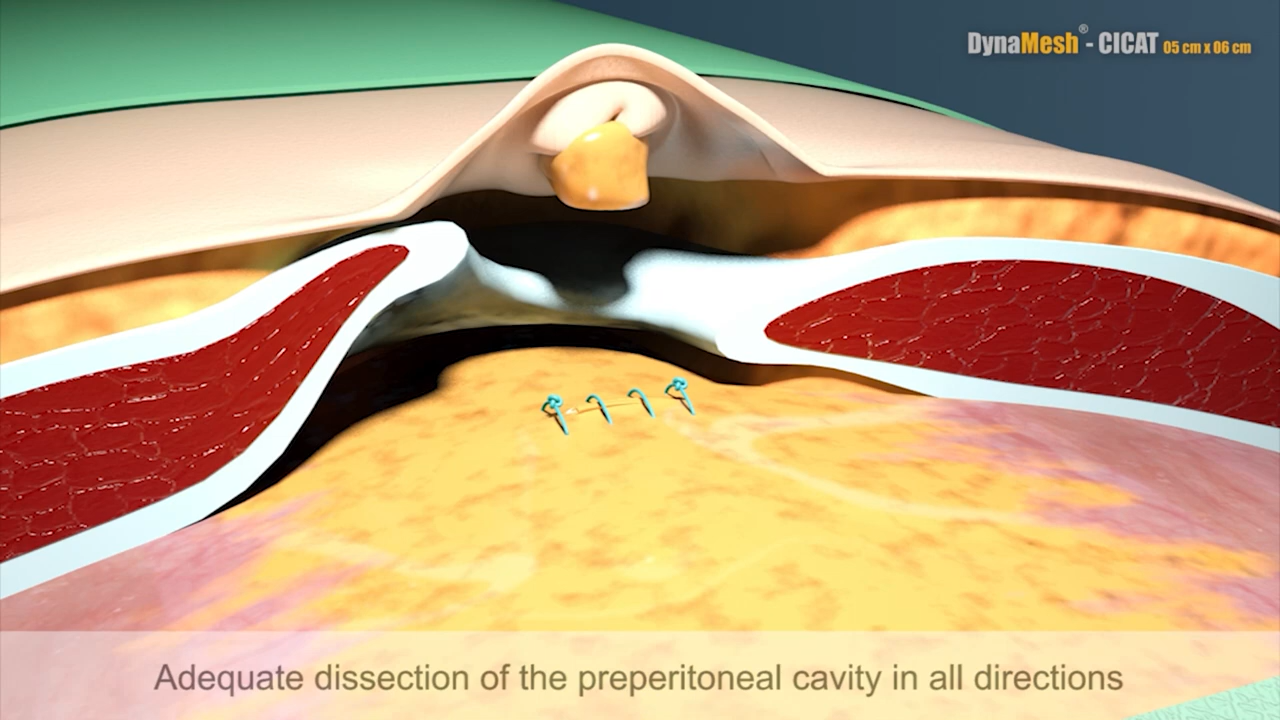 DynaMesh® - CICAT 05 cm x 06 cm
Adequate dissection of the preperitoneal cavity in all directions